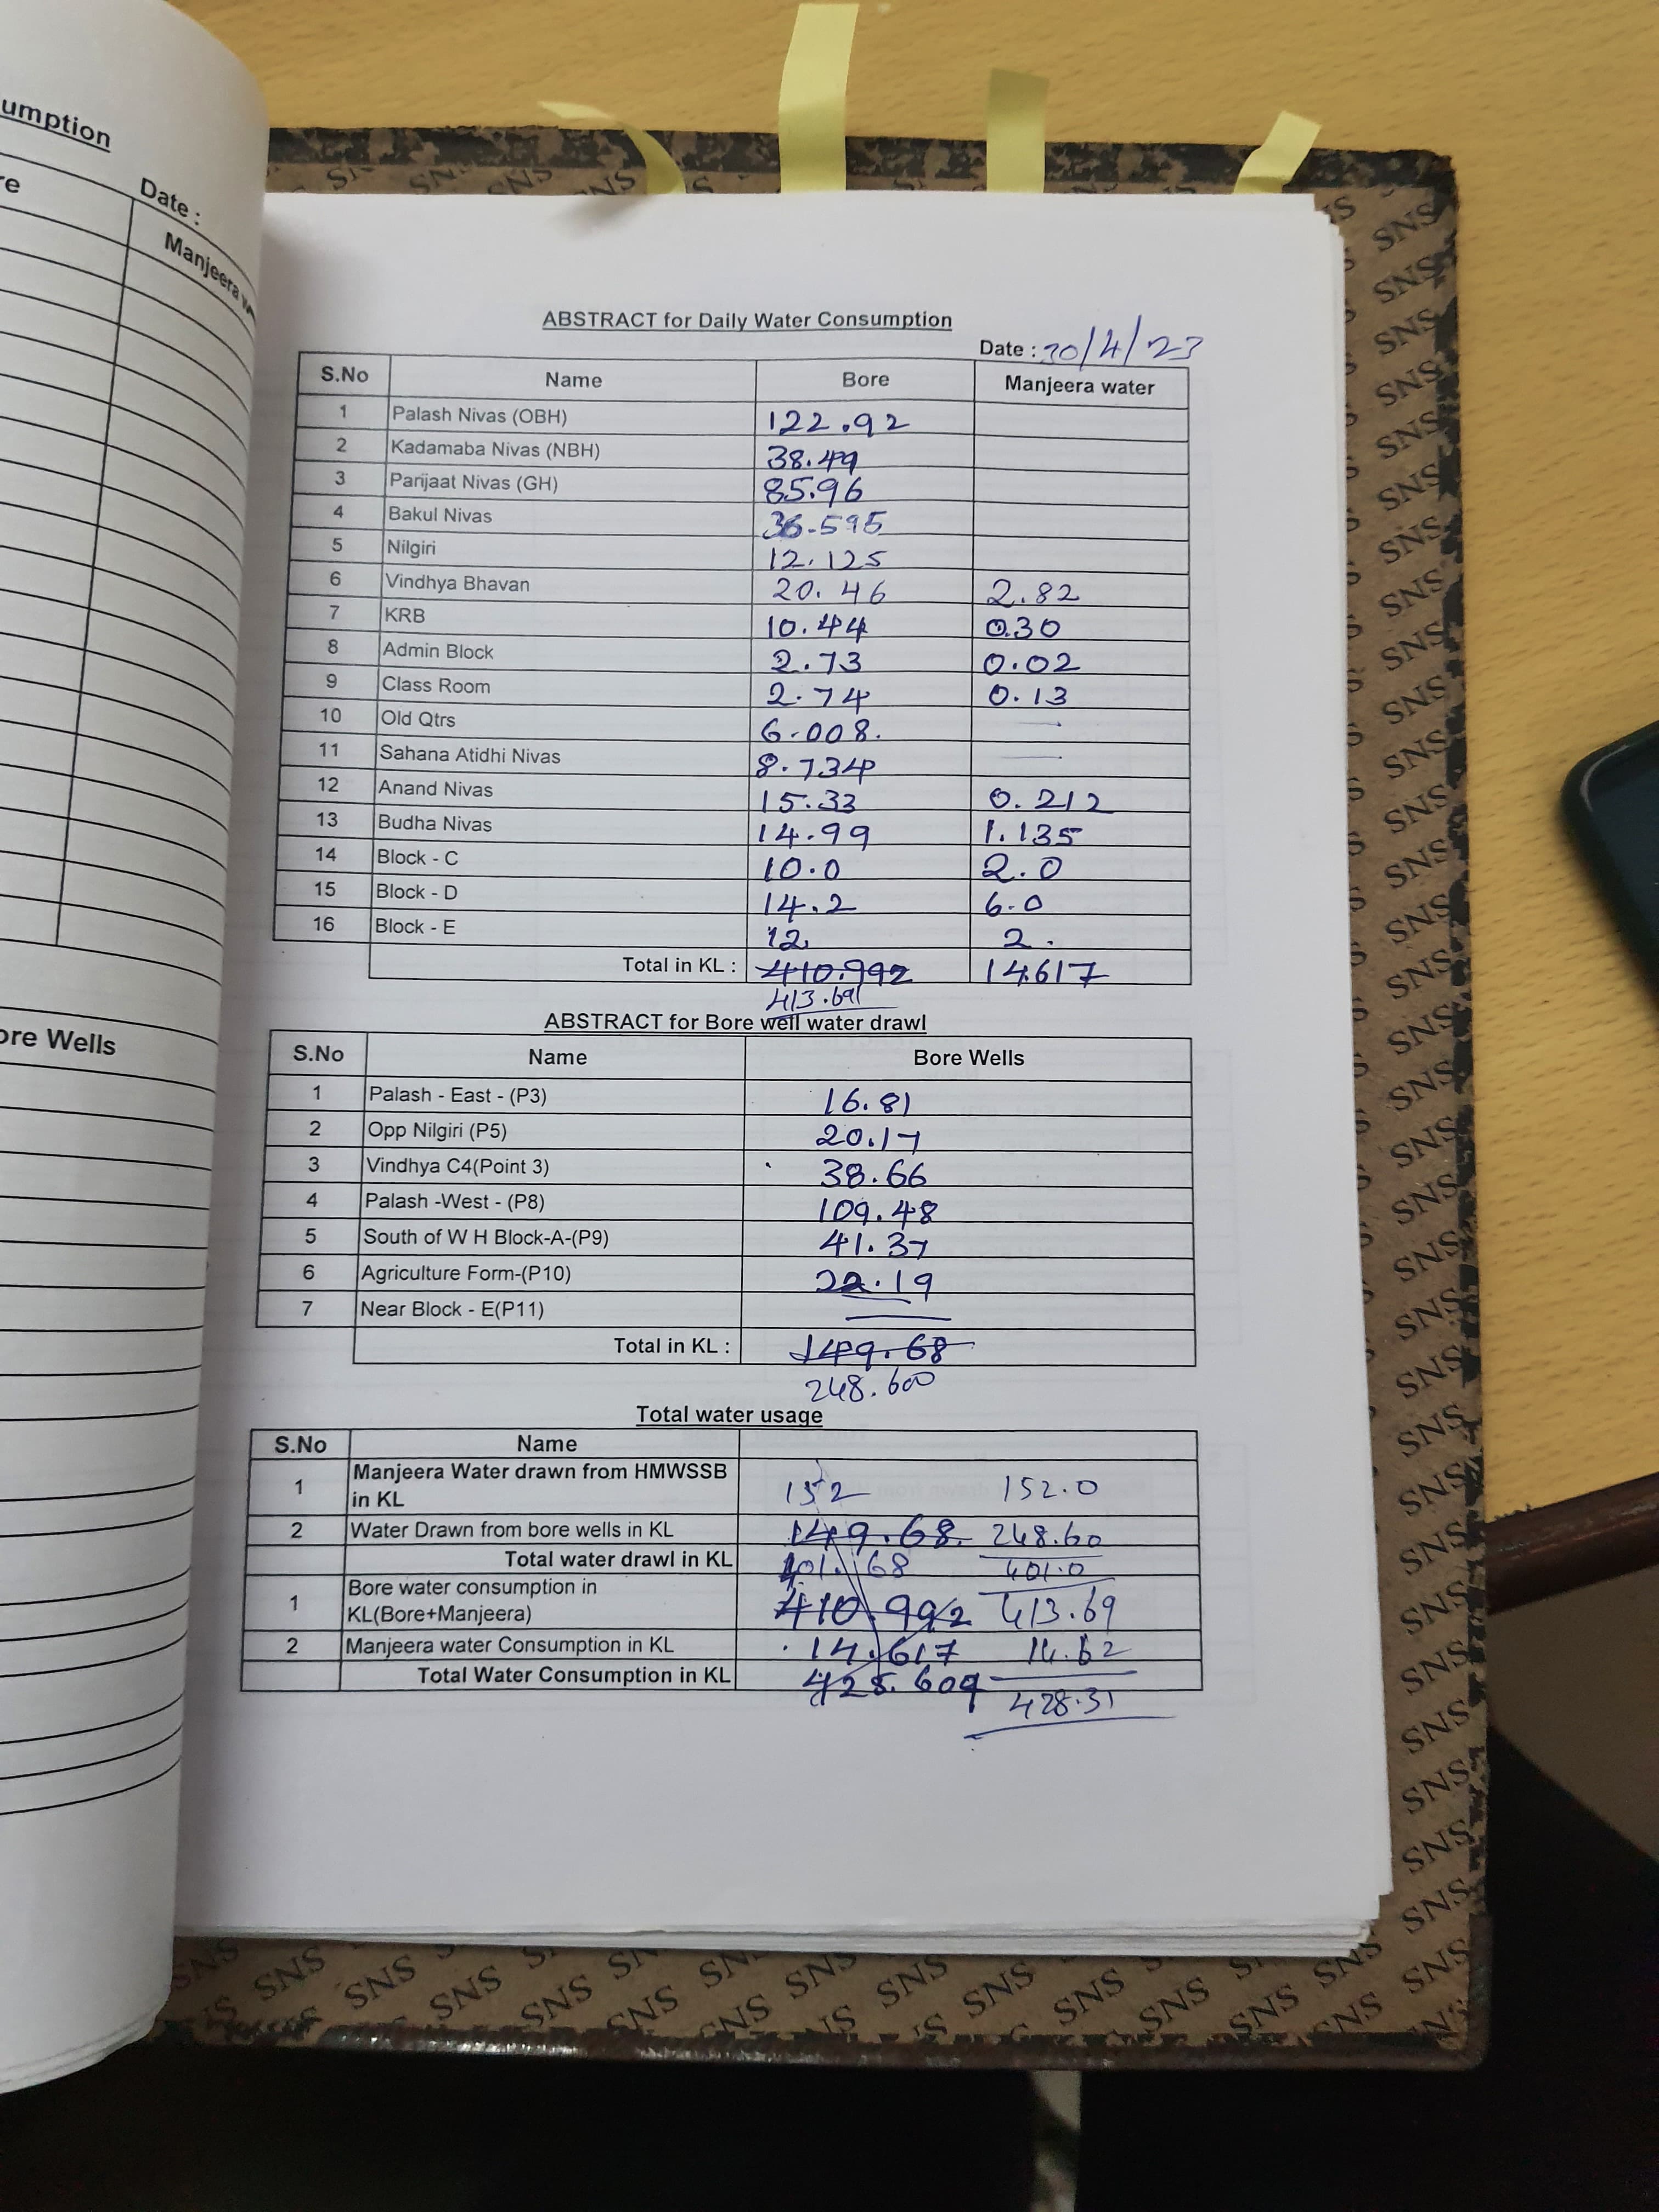 umption
re
Date :
Manjeera w
ore Wells
ABSTRACT for Daily Water Consumption
Date : 30/4/23
S.No Name Bore Manjeera water
1 Palash Nivas (OBH) 122.92
2 Kadamaba Nivas (NBH) 38.49
3 Parijaat Nivas (GH) 85.96
4 Bakul Nivas 36.595
5 Nilgiri 12.125
6 Vindhya Bhavan 20.46 2.82
7 KRB 10.44 0.30
8 Admin Block 2.73 0.02
9 Class Room 2.74 0.13
10 Old Qtrs 6.008. —
11 Sahana Atidhi Nivas 8.734 —
12 Anand Nivas 15.33 0.212
13 Budha Nivas 14.99 1.135
14 Block - C 10.0 2.0
15 Block - D 14.2 6.0
16 Block - E 12. 2.
Total in KL : 410.992 14.617
413.691
ABSTRACT for Bore well water drawl
S.No Name Bore Wells
1 Palash - East - (P3) 16.81
2 Opp Nilgiri (P5) 20.17
3 Vindhya C4(Point 3) 38.66
4 Palash -West - (P8) 109.48
5 South of W H Block-A-(P9) 41.37
6 Agriculture Form-(P10) 22.19
7 Near Block - E(P11) —
Total in KL : 149.68
248.600
Total water usage
S.No Name
1 Manjeera Water drawn from HMWSSB in KL 152 152.0
2 Water Drawn from bore wells in KL 149.68. 248.60
Total water drawl in KL 401.68 401.0
1 Bore water consumption in KL(Bore+Manjeera) 410.992 413.69
2 Manjeera water Consumption in KL 14.617 14.62
Total Water Consumption in KL 425.609 428.31
SNS SNS SNS SNS SNS SNS